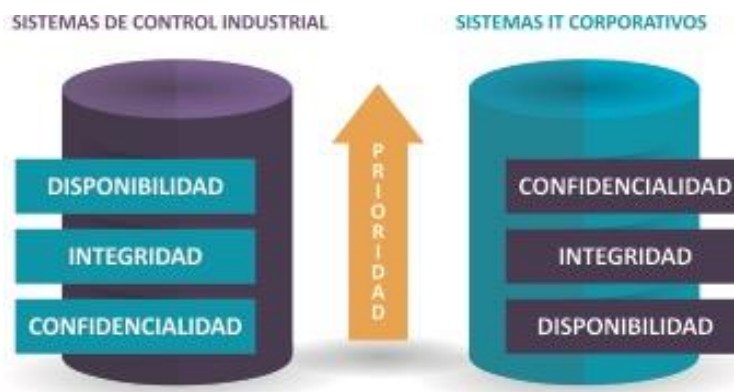 SISTEMAS DE CONTROL INDUSTRIAL
SISTEMAS IT CORPORATIVOS
DISPONIBILIDAD
INTEGRIDAD
CONFIDENCIALIDAD
PRIORIDAD
CONFIDENCIALIDAD
INTEGRIDAD
DISPONIBILIDAD